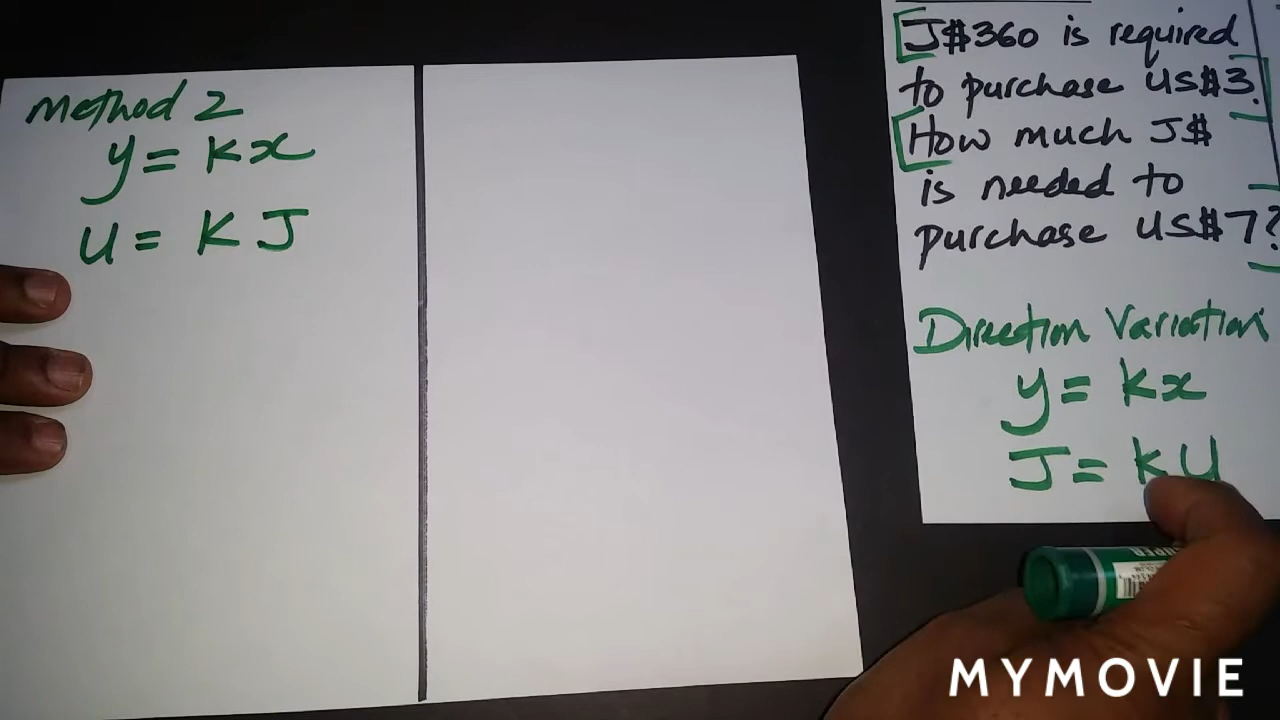 Method 2
y = kx
U = KJ
J$360 is required
to purchase US$3.
How much J$
is needed to
purchase US$7?
Direction Variation
y = kx
J = kU
MYMOVIE